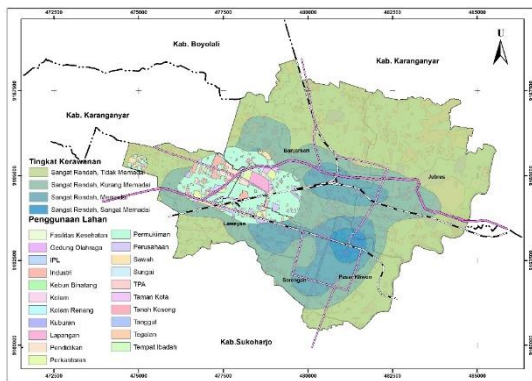 472500 475000 477500 480000 482500 485000
U
Kab. Boyolali
Kab. Karanganyar
Kab. Karanganyar
Banjarsari
Jebres
Laweyan
Serengan
Pasar Kliwon
Kab.Sukoharjo
Tingkat Kerawanan
Sangat Rendah, Tidak Memadai
Sangat Rendah, Kurang Memadai
Sangat Rendah, Memadai
Sangat Rendah, Sangat Memadai
Penggunaan Lahan
Fasilitas Kesehatan
Gedung Olahraga
IPL
Industri
Kebun Binatang
Kolam
Kolam Renang
Kuburan
Lapangan
Pendidikan
Perkantoran
Permukiman
Perusahaan
Sawah
Sungai
TPA
Taman Kota
Tanah Kosong
Tanggul
Tegalan
Tempat Ibadah
472500 475000 477500 480000 482500 485000